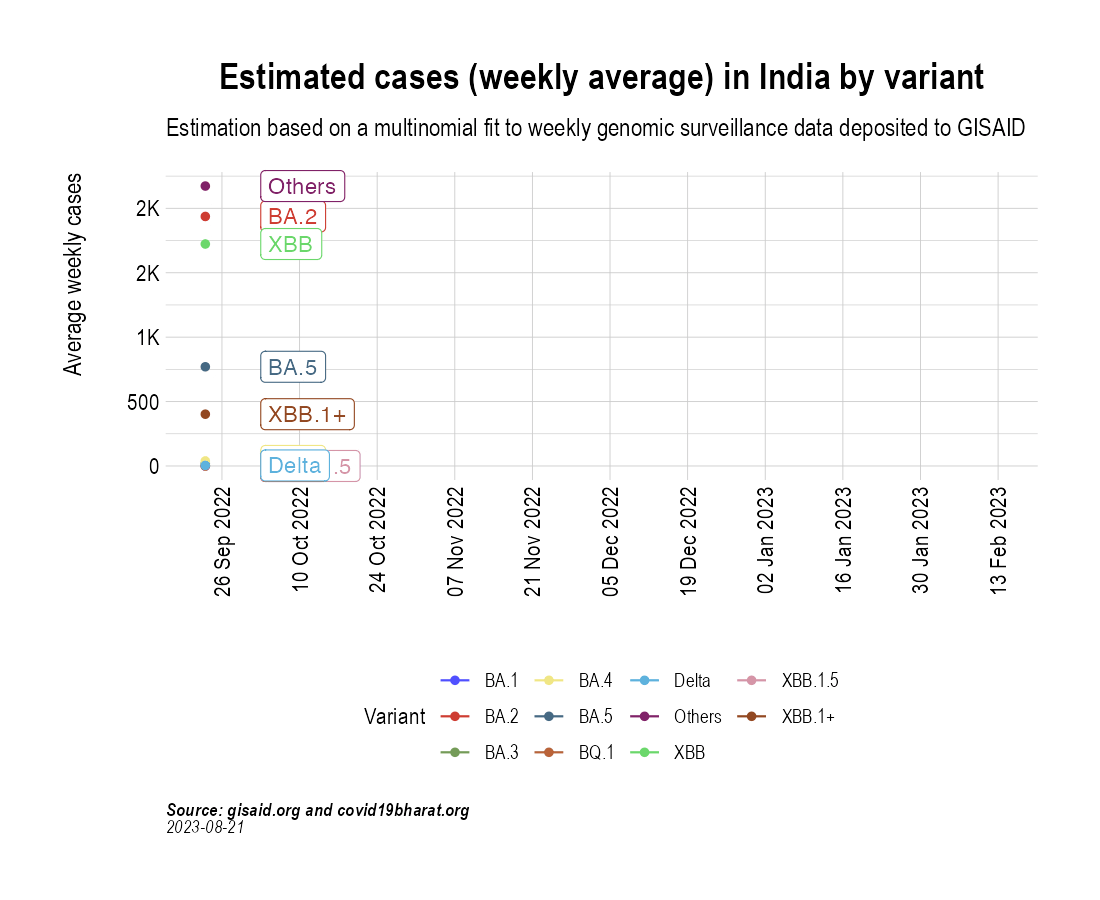 Estimated cases (weekly average) in India by variant
Estimation based on a multinomial fit to weekly genomic surveillance data deposited to GISAID
Average weekly cases
2K
2K
1K
500
0
Others
BA.2
XBB
BA.5
XBB.1+
Delta
.5
26 Sep 2022
10 Oct 2022
24 Oct 2022
07 Nov 2022
21 Nov 2022
05 Dec 2022
19 Dec 2022
02 Jan 2023
16 Jan 2023
30 Jan 2023
13 Feb 2023
Variant
BA.1 BA.4 Delta XBB.1.5
BA.2 BA.5 Others XBB.1+
BA.3 BQ.1 XBB
Source: gisaid.org and covid19bharat.org
2023-08-21